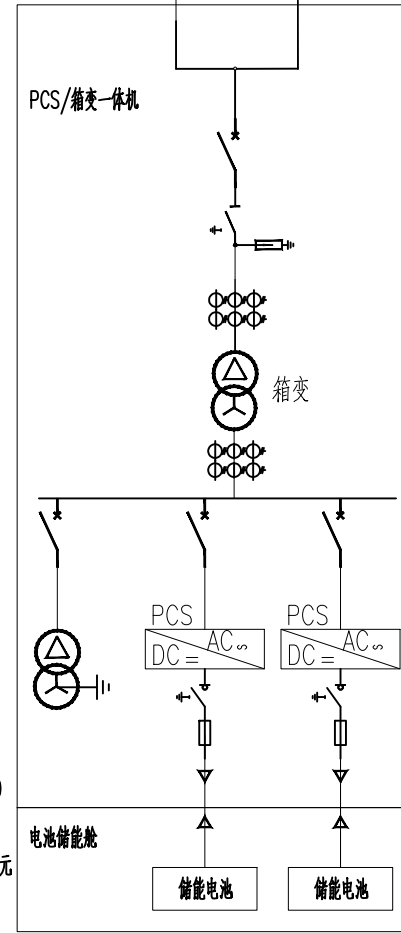 PCS/箱变一体机
箱变
PCS PCS
AC~ AC~
DC= DC=
)
电池储能舱
元
储能电池 储能电池